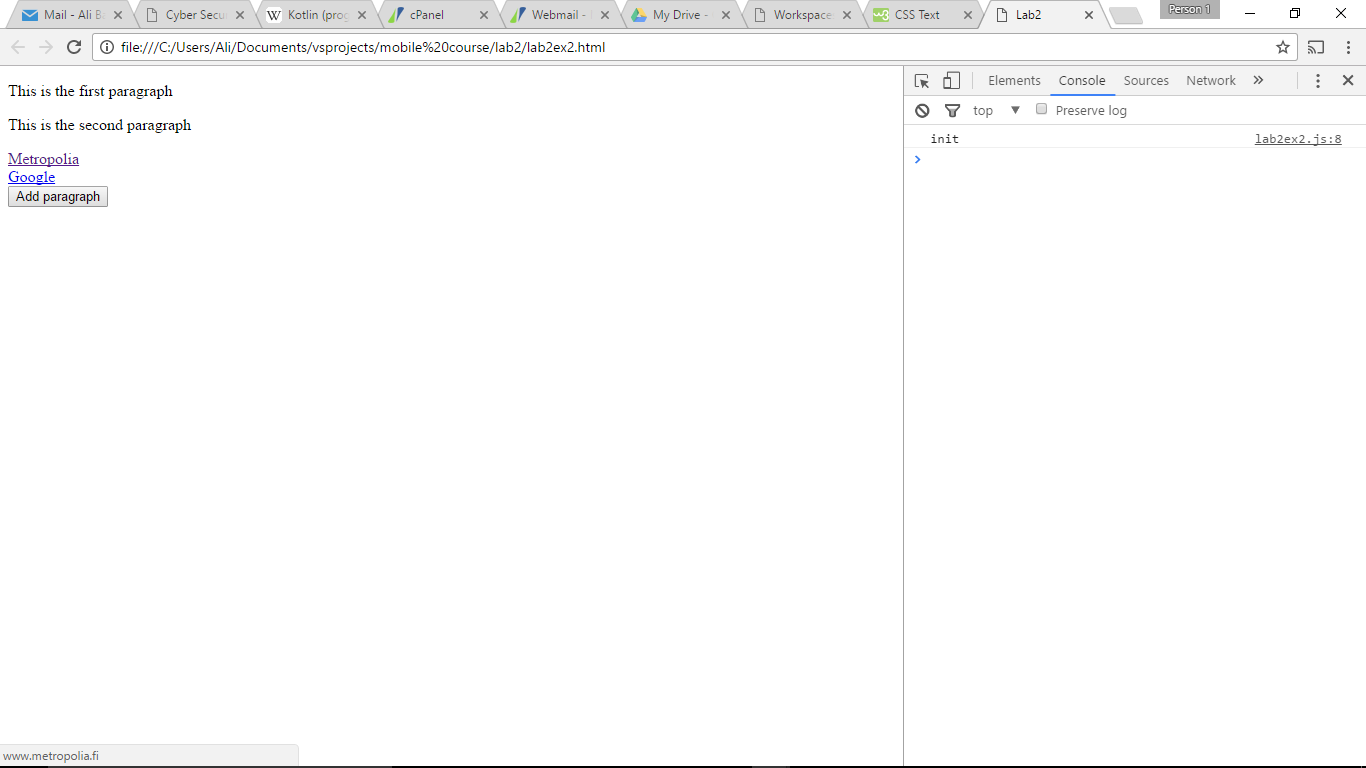 Mail - Ali Ba
Cyber Secu
Kotlin (prog
cPanel
Webmail -
My Drive -
Workspace
CSS Text
Lab2
Person 1
file:///C:/Users/Ali/Documents/vsprojects/mobile%20course/lab2/lab2ex2.html
This is the first paragraph
This is the second paragraph
Metropolia
Google
Add paragraph
Elements Console Sources Network
top Preserve log
init lab2ex2.js:8
www.metropolia.fi